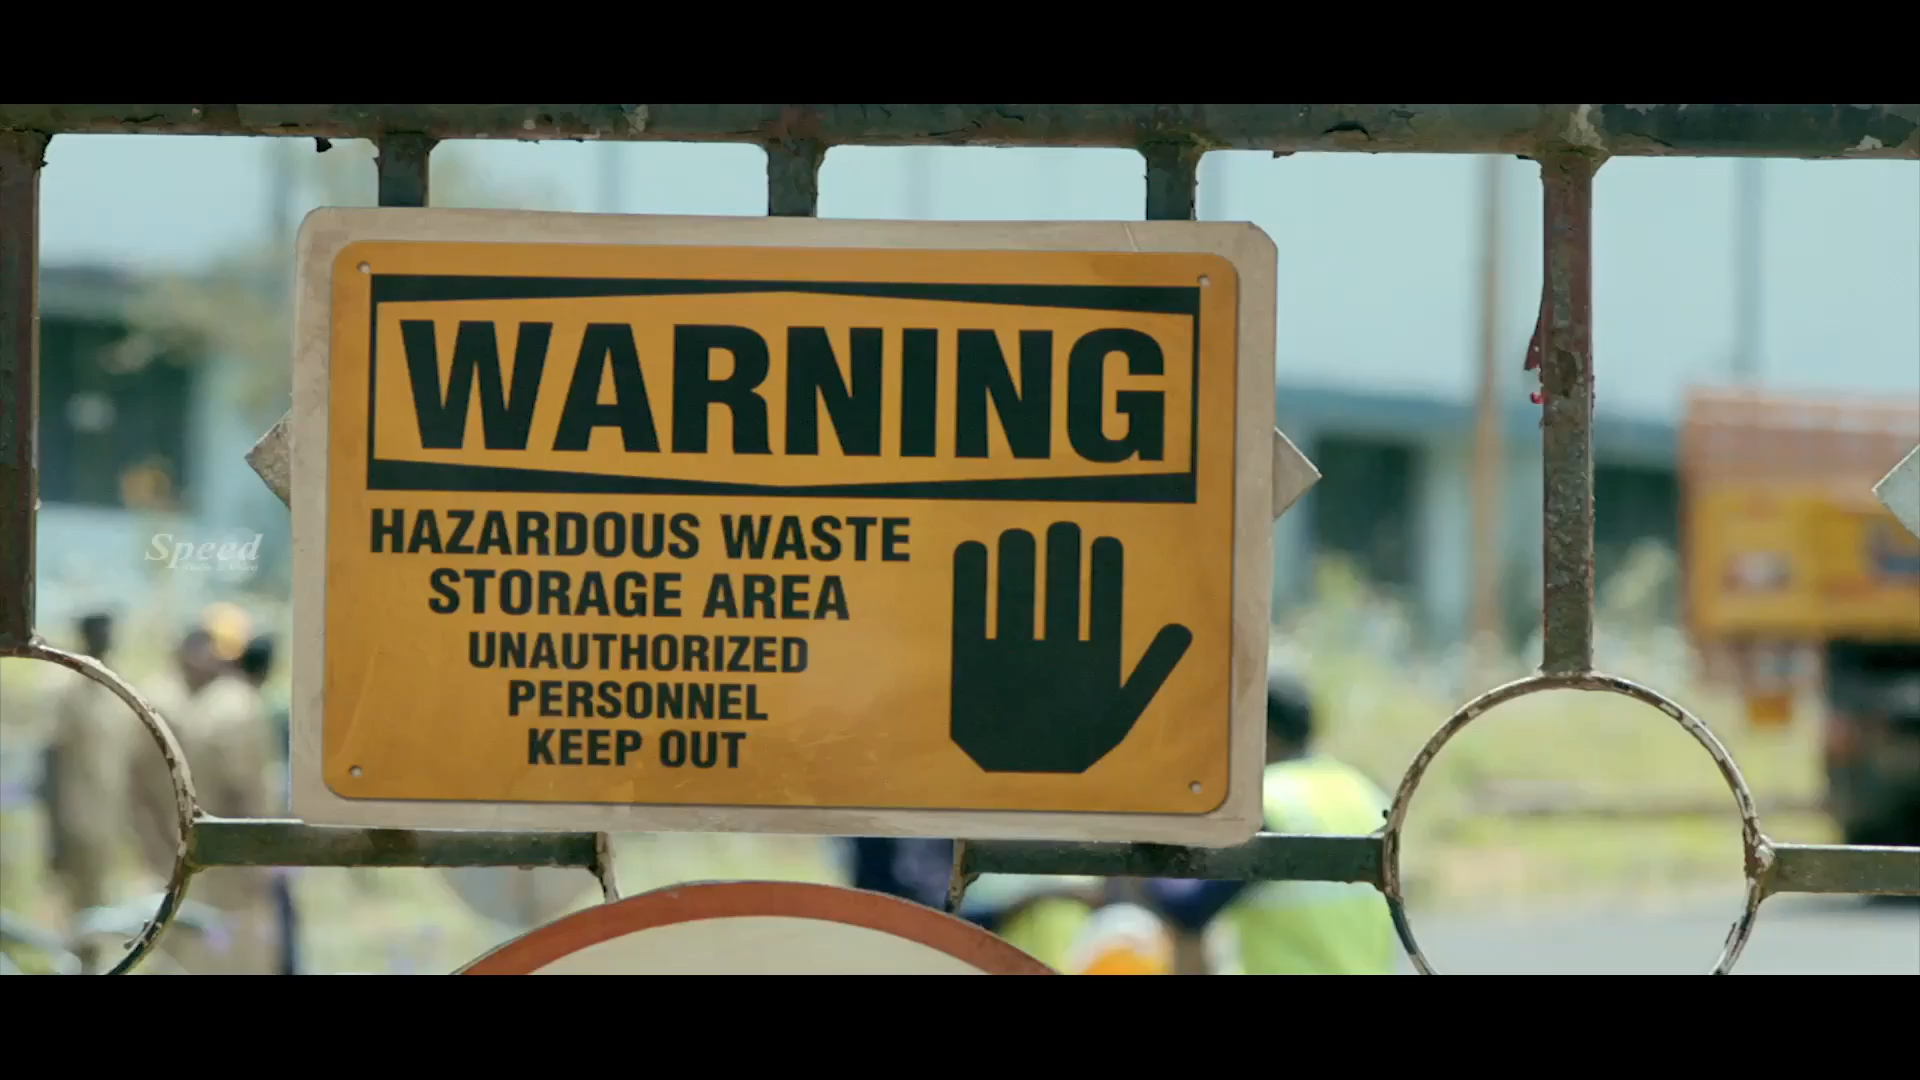 WARNING
HAZARDOUS WASTE
STORAGE AREA
UNAUTHORIZED
PERSONNEL
KEEP OUT
Speed